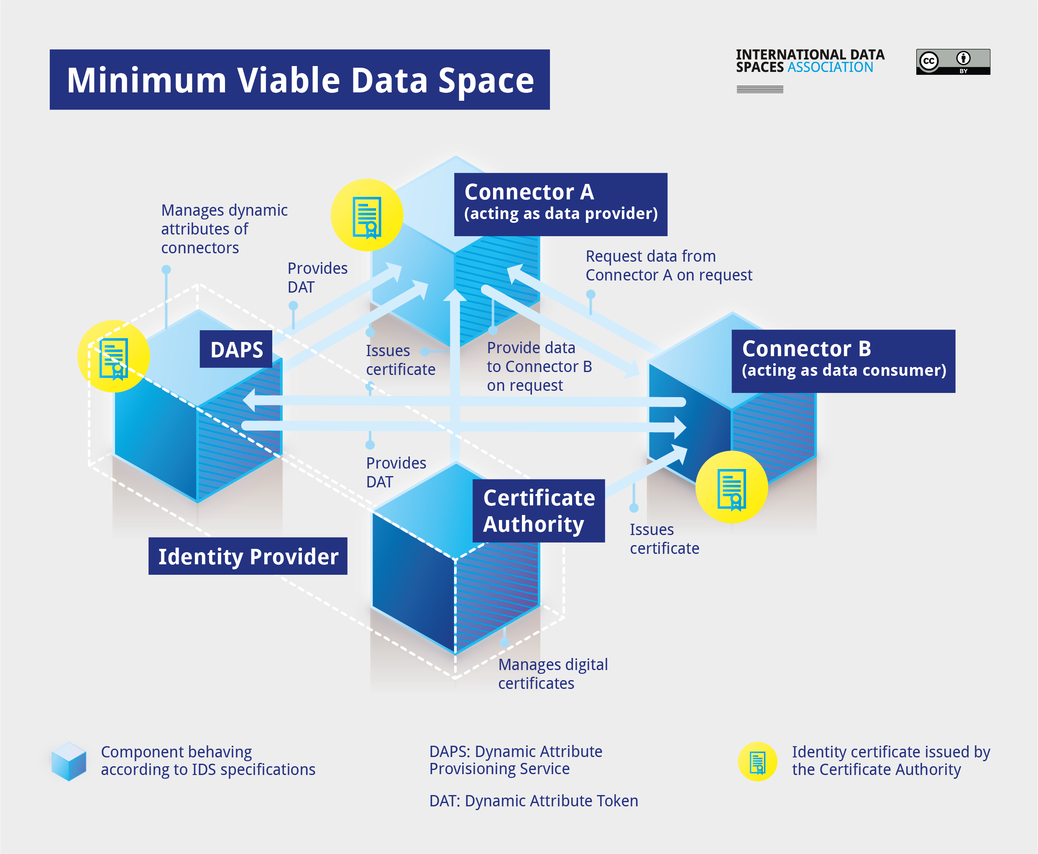 Minimum Viable Data Space
INTERNATIONAL DATA
SPACES ASSOCIATION
cc
BY
Connector A
(acting as data provider)
Manages dynamic
attributes of
connectors
Provides
DAT
Request data from
Connector A on request
DAPS
Issues
certificate
Provide data
to Connector B
on request
Connector B
(acting as data consumer)
Provides
DAT
Certificate
Authority
Issues
certificate
Identity Provider
Manages digital
certificates
Component behaving
according to IDS specifications
DAPS: Dynamic Attribute
Provisioning Service
DAT: Dynamic Attribute Token
Identity certificate issued by
the Certificate Authority